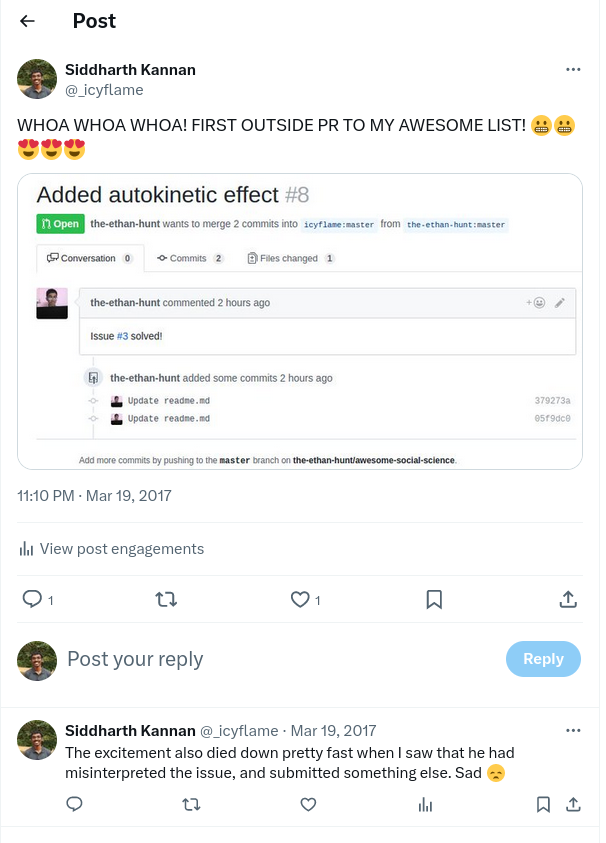 Post
Siddharth Kannan
@_icyflame
WHOA WHOA WHOA! FIRST OUTSIDE PR TO MY AWESOME LIST! 😬😬
😍😍😍
Added autokinetic effect #8
Open the-ethan-hunt wants to merge 2 commits into icyflame:master from the-ethan-hunt:master
Conversation 0 Commits 2 Files changed 1
the-ethan-hunt commented 2 hours ago
Issue #3 solved!
the-ethan-hunt added some commits 2 hours ago
Update readme.md 379273a
Update readme.md 05f9dc0
Add more commits by pushing to the master branch on the-ethan-hunt/awesome-social-science.
11:10 PM · Mar 19, 2017
View post engagements
1 1
Post your reply Reply
Siddharth Kannan @_icyflame · Mar 19, 2017
The excitement also died down pretty fast when I saw that he had
misinterpreted the issue, and submitted something else. Sad 😞